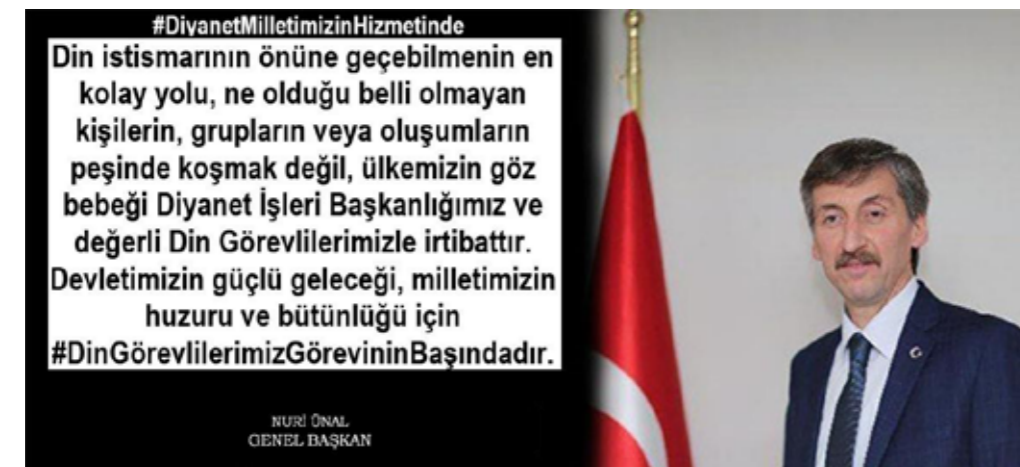 #DiyanetMilletimizinHizmetinde
Din istismarının önüne geçebilmenin en
kolay yolu, ne olduğu belli olmayan
kişilerin, grupların veya oluşumların
peşinde koşmak değil, ülkemizin göz
bebeği Diyanet İşleri Başkanlığımız ve
değerli Din Görevlilerimizle irtibattır.
Devletimizin güçlü geleceği, milletimizin
huzuru ve bütünlüğü için
#DinGörevlilerimizGörevininBaşındadır.
NURİ ÜNAL
GENEL BAŞKAN